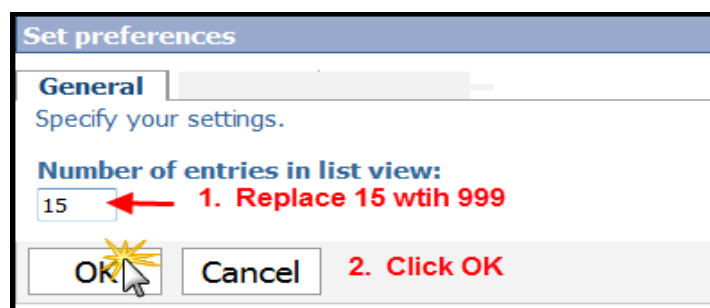 Set preferences
General
Specify your settings.
Number of entries in list view:
15 1. Replace 15 wtih 999
OK Cancel 2. Click OK